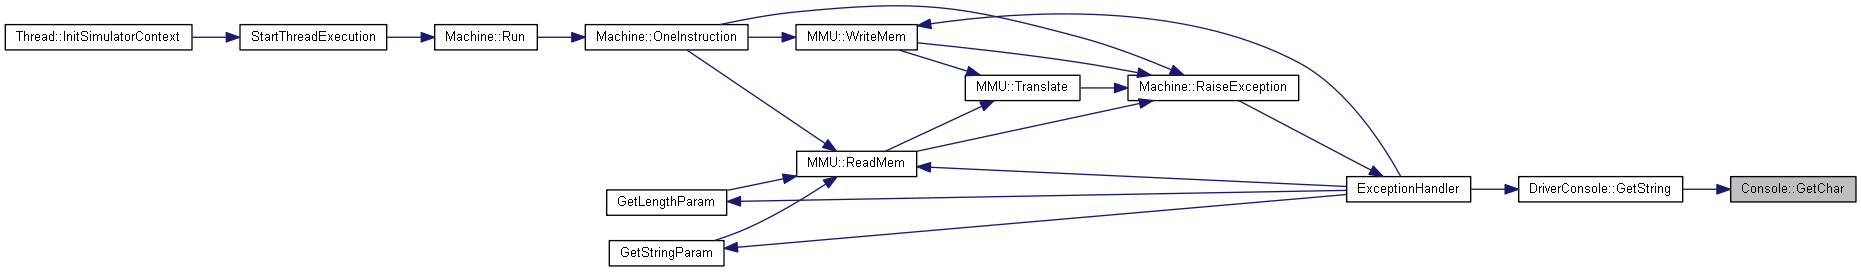 Thread::InitSimulatorContext
StartThreadExecution
Machine::Run
Machine::OneInstruction
MMU::WriteMem
MMU::Translate
Machine::RaiseException
MMU::ReadMem
GetLengthParam
GetStringParam
ExceptionHandler
DriverConsole::GetString
Console::GetChar